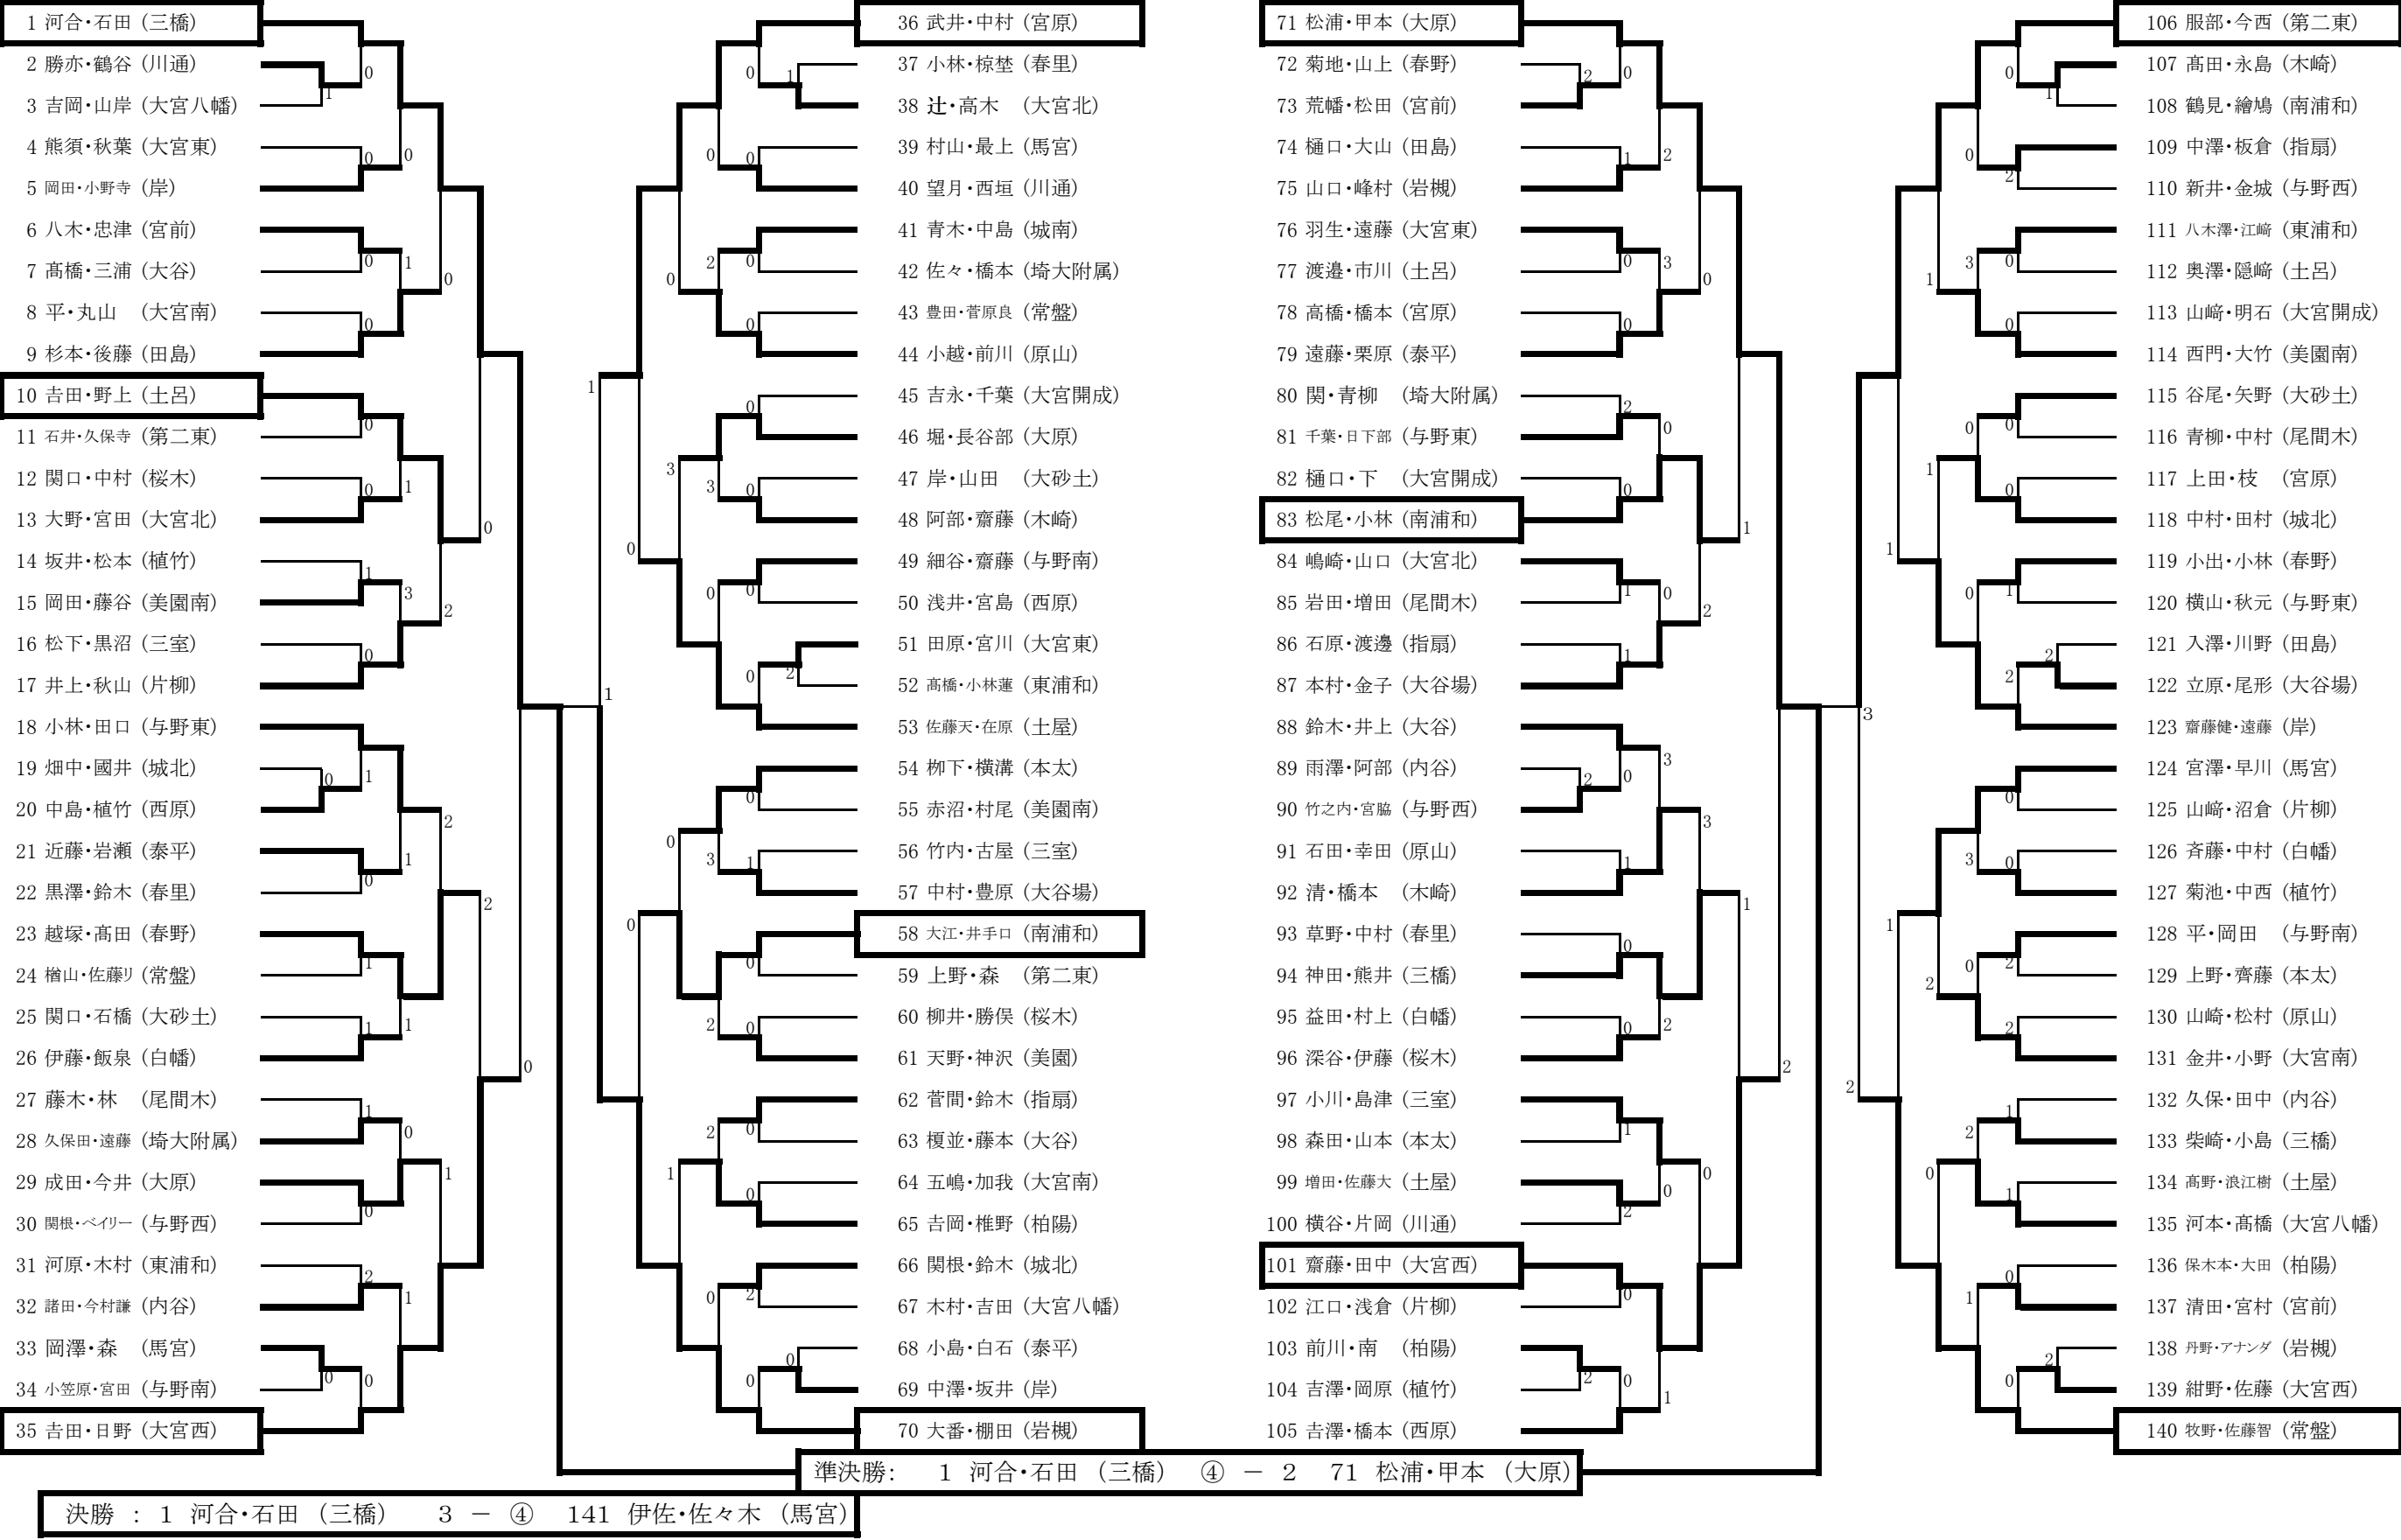 1 河合・石田 (三橋)
2 勝亦・鶴谷 (川通)
3 吉岡・山岸 (大宮八幡)
4 熊須・秋葉 (大宮東)
5 岡田・小野寺 (岸)
6 八木・忠津 (宮前)
7 髙橋・三浦 (大谷)
8 平・丸山 (大宮南)
9 杉本・後藤 (田島)
10 𠮷田・野上 (土呂)
11 石井・久保寺 (第二東)
12 関口・中村 (桜木)
13 大野・宮田 (大宮北)
14 坂井・松本 (植竹)
15 岡田・藤谷 (美園南)
16 松下・黒沼 (三室)
17 井上・秋山 (片柳)
18 小林・田口 (与野東)
19 畑中・國井 (城北)
20 中島・植竹 (西原)
21 近藤・岩瀬 (泰平)
22 黒澤・鈴木 (春里)
23 越塚・髙田 (春野)
24 楢山・佐藤リ (常盤)
25 関口・石橋 (大砂土)
26 伊藤・飯泉 (白幡)
27 藤木・林 (尾間木)
28 久保田・遠藤 (埼大附属)
29 成田・今井 (大原)
30 関根・ベイリー (与野西)
31 河原・木村 (東浦和)
32 諸田・今村謙 (内谷)
33 岡澤・森 (馬宮)
34 小笠原・宮田 (与野南)
35 𠮷田・日野 (大宮西)
36 武井・中村 (宮原)
37 小林・椋埜 (春里)
38 辻・高木 (大宮北)
39 村山・最上 (馬宮)
40 望月・西垣 (川通)
41 青木・中島 (城南)
42 佐々・橋本 (埼大附属)
43 豊田・菅原良 (常盤)
44 小越・前川 (原山)
45 吉永・千葉 (大宮開成)
46 堀・長谷部 (大原)
47 岸・山田 (大砂土)
48 阿部・齋藤 (木崎)
49 細谷・齋藤 (与野南)
50 浅井・宮島 (西原)
51 田原・宮川 (大宮東)
52 髙橋・小林蓮 (東浦和)
53 佐藤天・在原 (土屋)
54 栁下・横溝 (本太)
55 赤沼・村尾 (美園南)
56 竹内・古屋 (三室)
57 中村・豊原 (大谷場)
58 大江・井手口 (南浦和)
59 上野・森 (第二東)
60 柳井・勝俣 (桜木)
61 天野・神沢 (美園)
62 菅間・鈴木 (指扇)
63 榎並・藤本 (大谷)
64 五嶋・加我 (大宮南)
65 𠮷岡・椎野 (柏陽)
66 関根・鈴木 (城北)
67 木村・吉田 (大宮八幡)
68 小島・白石 (泰平)
69 中澤・坂井 (岸)
70 大番・棚田 (岩槻)
71 松浦・甲本 (大原)
72 菊地・山上 (春野)
73 荒幡・松田 (宮前)
74 樋口・大山 (田島)
75 山口・峰村 (岩槻)
76 羽生・遠藤 (大宮東)
77 渡邉・市川 (土呂)
78 高橋・橋本 (宮原)
79 遠藤・栗原 (泰平)
80 関・青柳 (埼大附属)
81 千葉・日下部 (与野東)
82 樋口・下 (大宮開成)
83 松尾・小林 (南浦和)
84 嶋崎・山口 (大宮北)
85 岩田・増田 (尾間木)
86 石原・渡邊 (指扇)
87 本村・金子 (大谷場)
88 鈴木・井上 (大谷)
89 雨澤・阿部 (内谷)
90 竹之内・宮脇 (与野西)
91 石田・幸田 (原山)
92 清・橋本 (木崎)
93 草野・中村 (春里)
94 神田・熊井 (三橋)
95 益田・村上 (白幡)
96 深谷・伊藤 (桜木)
97 小川・島津 (三室)
98 森田・山本 (本太)
99 増田・佐藤大 (土屋)
100 横谷・片岡 (川通)
101 齋藤・田中 (大宮西)
102 江口・浅倉 (片柳)
103 前川・南 (柏陽)
104 吉澤・岡原 (植竹)
105 𠮷澤・橋本 (西原)
106 服部・今西 (第二東)
107 髙田・永島 (木崎)
108 鶴見・繪鳩 (南浦和)
109 中澤・板倉 (指扇)
110 新井・金城 (与野西)
111 八木澤・江﨑 (東浦和)
112 奥澤・隠﨑 (土呂)
113 山﨑・明石 (大宮開成)
114 西門・大竹 (美園南)
115 谷尾・矢野 (大砂土)
116 青柳・中村 (尾間木)
117 上田・枝 (宮原)
118 中村・田村 (城北)
119 小出・小林 (春野)
120 横山・秋元 (与野東)
121 入澤・川野 (田島)
122 立原・尾形 (大谷場)
123 齋藤健・遠藤 (岸)
124 宮澤・早川 (馬宮)
125 山﨑・沼倉 (片柳)
126 斉藤・中村 (白幡)
127 菊池・中西 (植竹)
128 平・岡田 (与野南)
129 上野・齊藤 (本太)
130 山崎・松村 (原山)
131 金井・小野 (大宮南)
132 久保・田中 (内谷)
133 柴崎・小島 (三橋)
134 髙野・浪江樹 (土屋)
135 河本・髙橋 (大宮八幡)
136 保木本・大田 (柏陽)
137 清田・宮村 (宮前)
138 丹野・アナンダ (岩槻)
139 紺野・佐藤 (大宮西)
140 牧野・佐藤智 (常盤)
準決勝: 1 河合・石田 (三橋) ④ － 2 71 松浦・甲本 (大原)
決勝 : 1 河合・石田 (三橋) 3 － ④ 141 伊佐・佐々木 (馬宮)